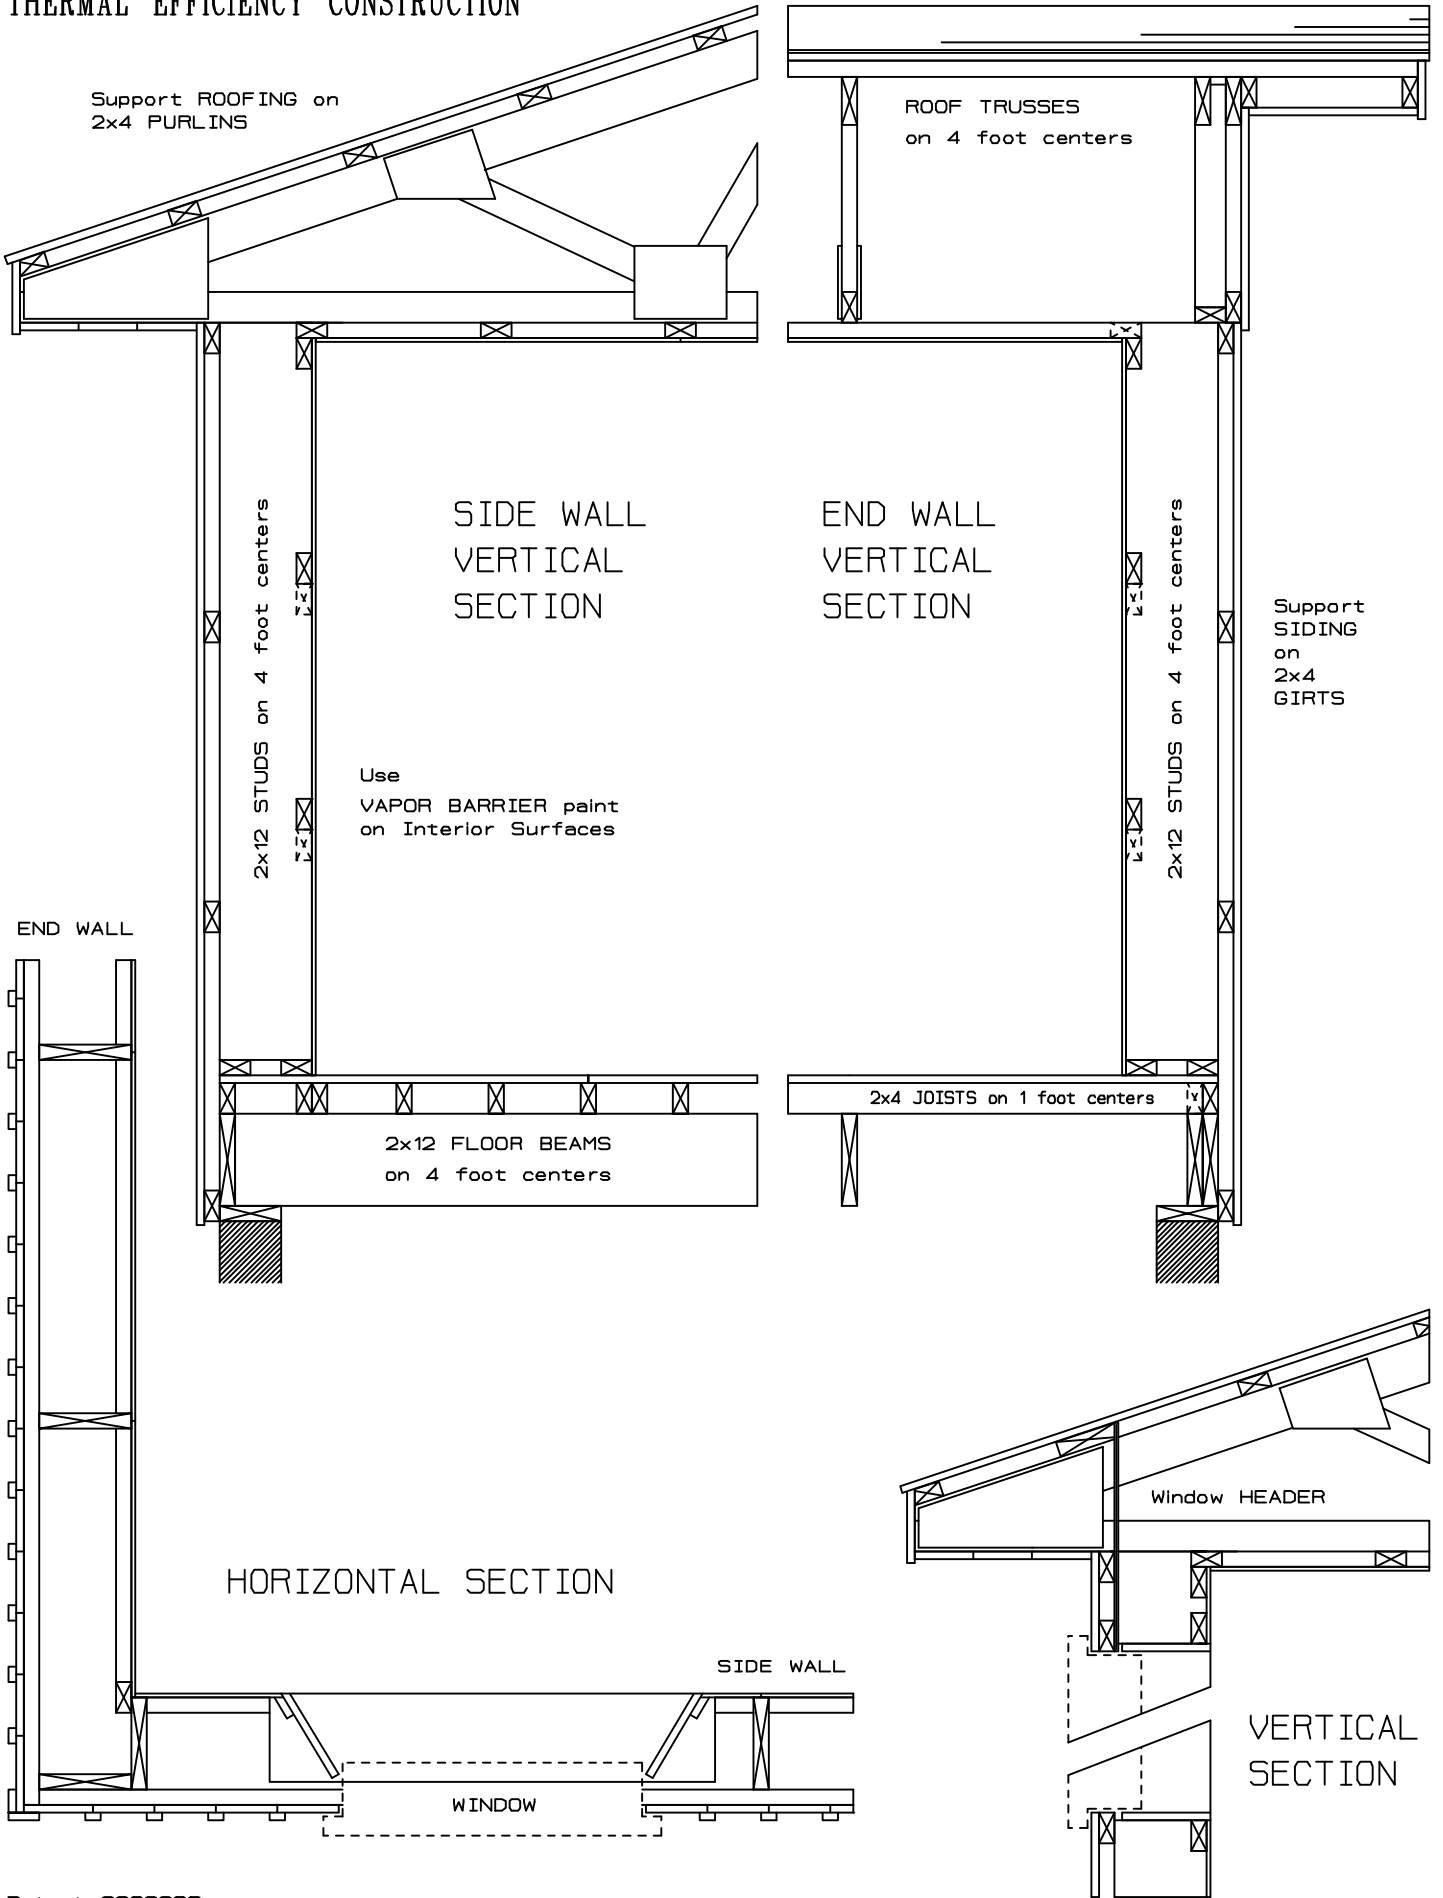 THERMAL EFFICIENCY CONSTRUCTION
Support ROOFING on
2x4 PURLINS
ROOF TRUSSES
on 4 foot centers
SIDE WALL
VERTICAL
SECTION
END WALL
VERTICAL
SECTION
2x12 STUDS on 4 foot centers
2x12 STUDS on 4 foot centers
Support
SIDING
on
2x4
GIRTS
Use
VAPOR BARRIER paint
on Interior Surfaces
END WALL
2x4 JOISTS on 1 foot centers
2x12 FLOOR BEAMS
on 4 foot centers
Window HEADER
HORIZONTAL SECTION
SIDE WALL
VERTICAL
SECTION
WINDOW